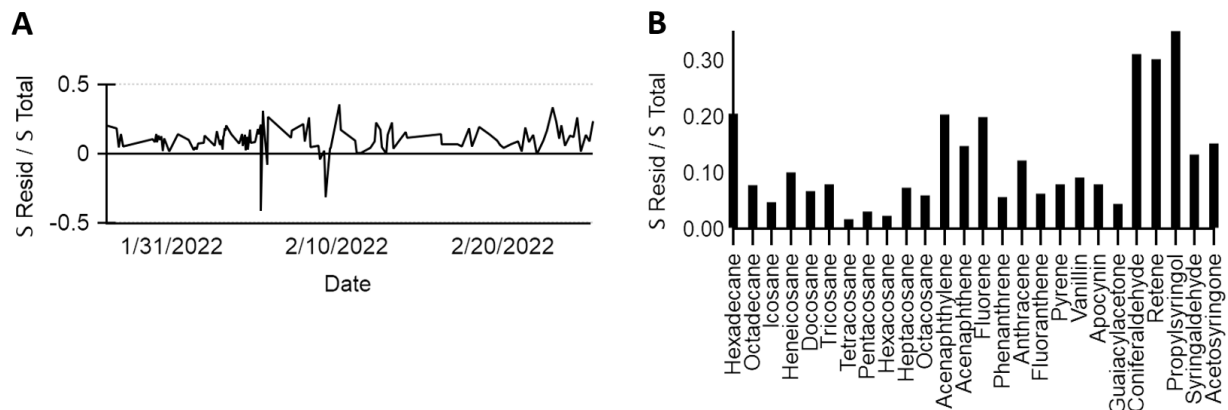 A
S Resid / S Total
0.5
0
-0.5
1/31/2022
2/10/2022
2/20/2022
Date
B
S Resid / S Total
0.30
0.20
0.10
0.00
Hexadecane
Octadecane
Icosane
Heneicosane
Docosane
Tricosane
Tetracosane
Pentacosane
Hexacosane
Heptacosane
Octacosane
Acenaphthylene
Acenaphthene
Fluorene
Phenanthrene
Anthracene
Fluoranthene
Pyrene
Vanillin
Apocynin
Guaiacylacetone
Coniferaldehyde
Retene
Propylsyringol
Syringaldehyde
Acetosyringone